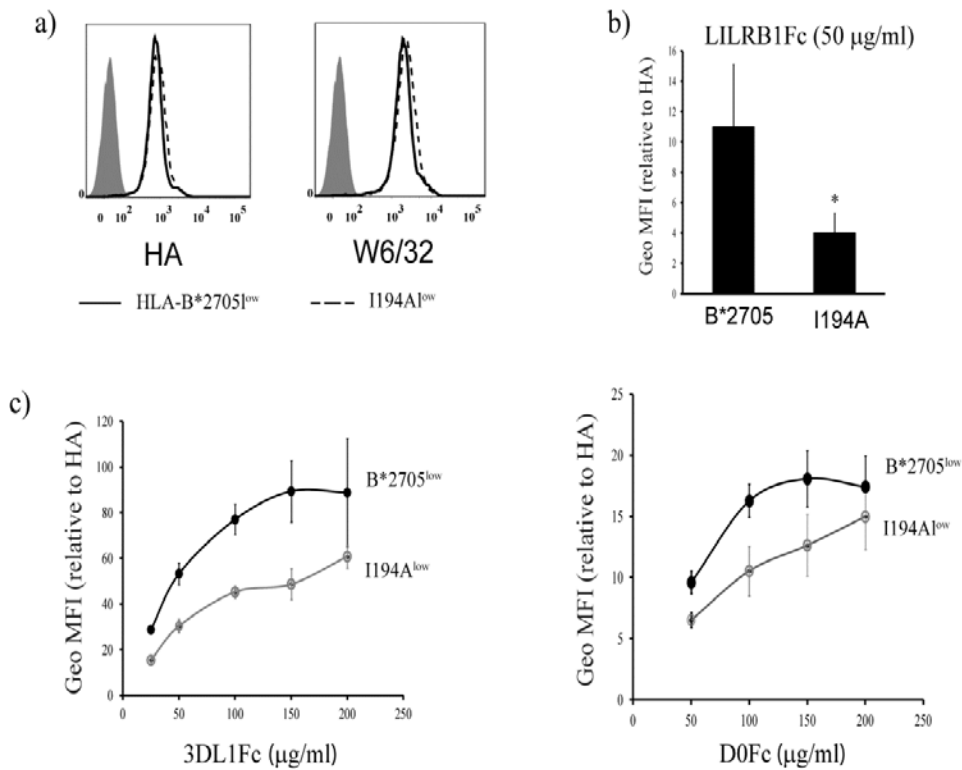 a)
0
0 10² 10³ 10⁴ 10⁵
HA
0
0 10² 10³ 10⁴ 10⁵
W6/32
HLA-B*2705low
I194Alow
b)
LILRB1Fc (50 μg/ml)
Geo MFI (relative to HA)
16
14
12
10
8
6
4
2
0
*
B*2705
I194A
c)
Geo MFI (relative to HA)
120
100
80
60
40
20
0
B*2705low
I194Alow
0 50 100 150 200 250
3DL1Fc (μg/ml)
Geo MFI (relative to HA)
25
20
15
10
5
0
B*2705low
I194Alow
0 50 100 150 200 250
D0Fc (μg/ml)